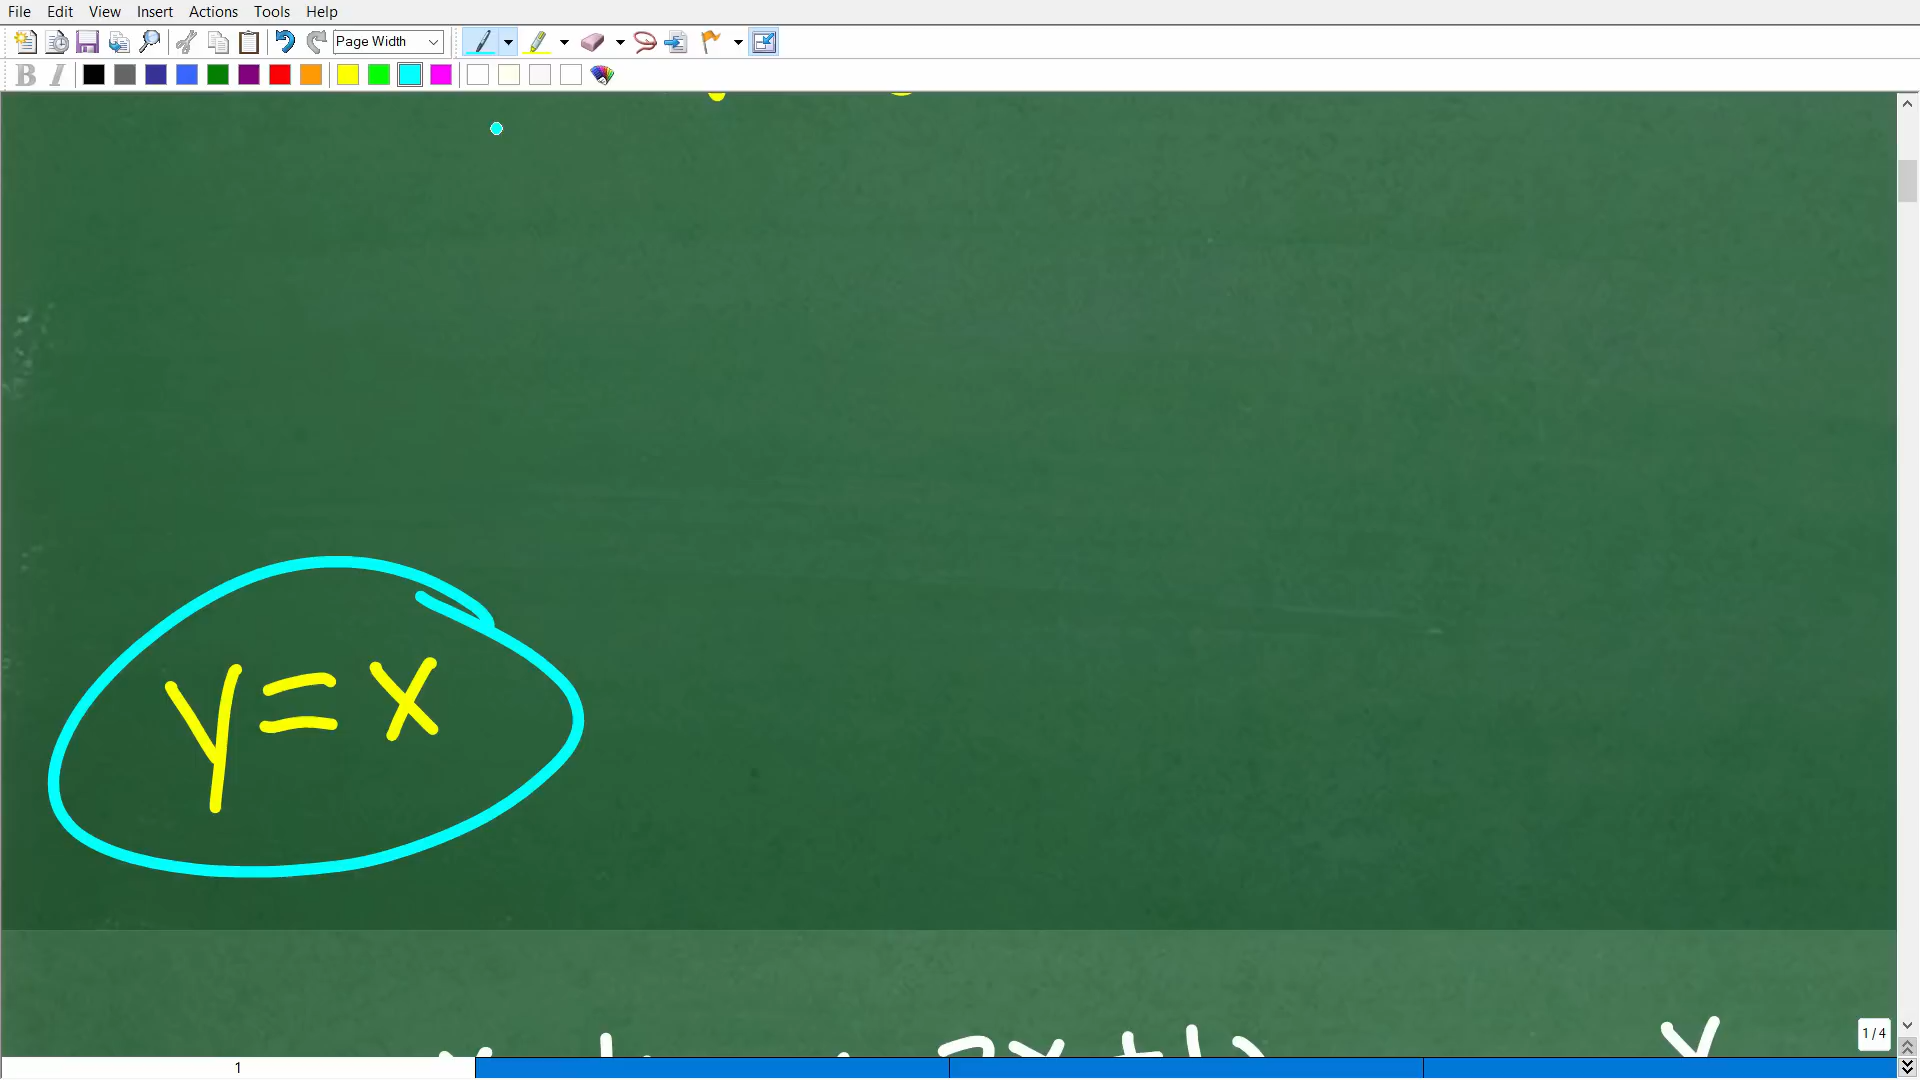 File Edit View Insert Actions Tools Help
Page Width
B I
y = x
1 / 4
1